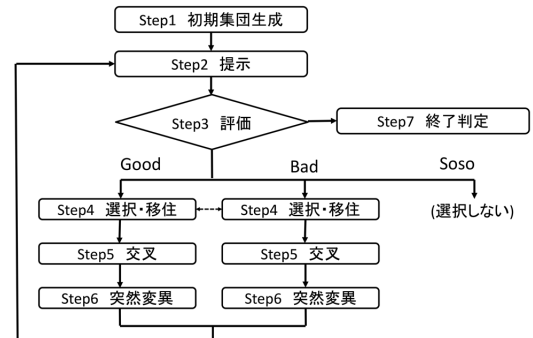 Step1 初期集団生成
Step2 提示
Step3 評価
Step7 終了判定
Good
Bad
Soso
Step4 選択・移住
Step4 選択・移住
(選択しない)
Step5 交叉
Step5 交叉
Step6 突然変異
Step6 突然変異